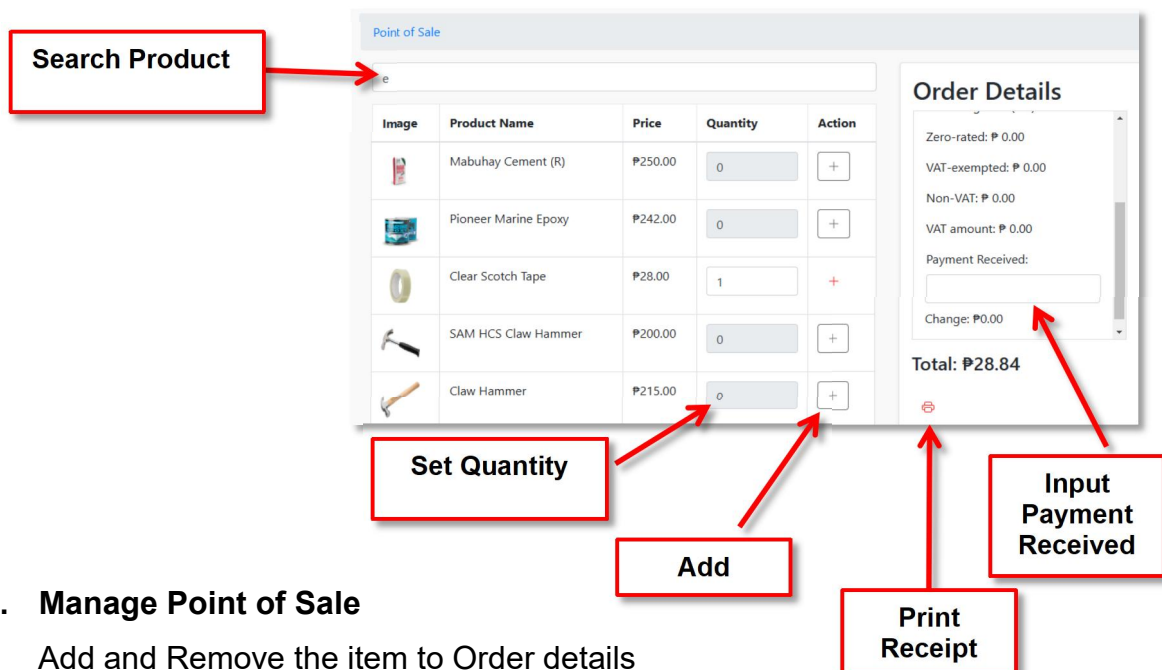 Point of Sale
Search Product
e
Order Details
Image Product Name Price Quantity Action
Zero-rated: ₱ 0.00
Mabuhay Cement (R) ₱250.00 0 +
VAT-exempted: ₱ 0.00
Non-VAT: ₱ 0.00
Pioneer Marine Epoxy ₱242.00 0 +
VAT amount: ₱ 0.00
Payment Received:
Clear Scotch Tape ₱28.00 1 +
Change: ₱0.00
SAM HCS Claw Hammer ₱200.00 0 +
Total: ₱28.84
Claw Hammer ₱215.00 0 +
Set Quantity
Input
Payment
Received
Add
. Manage Point of Sale
Print
Receipt
Add and Remove the item to Order details